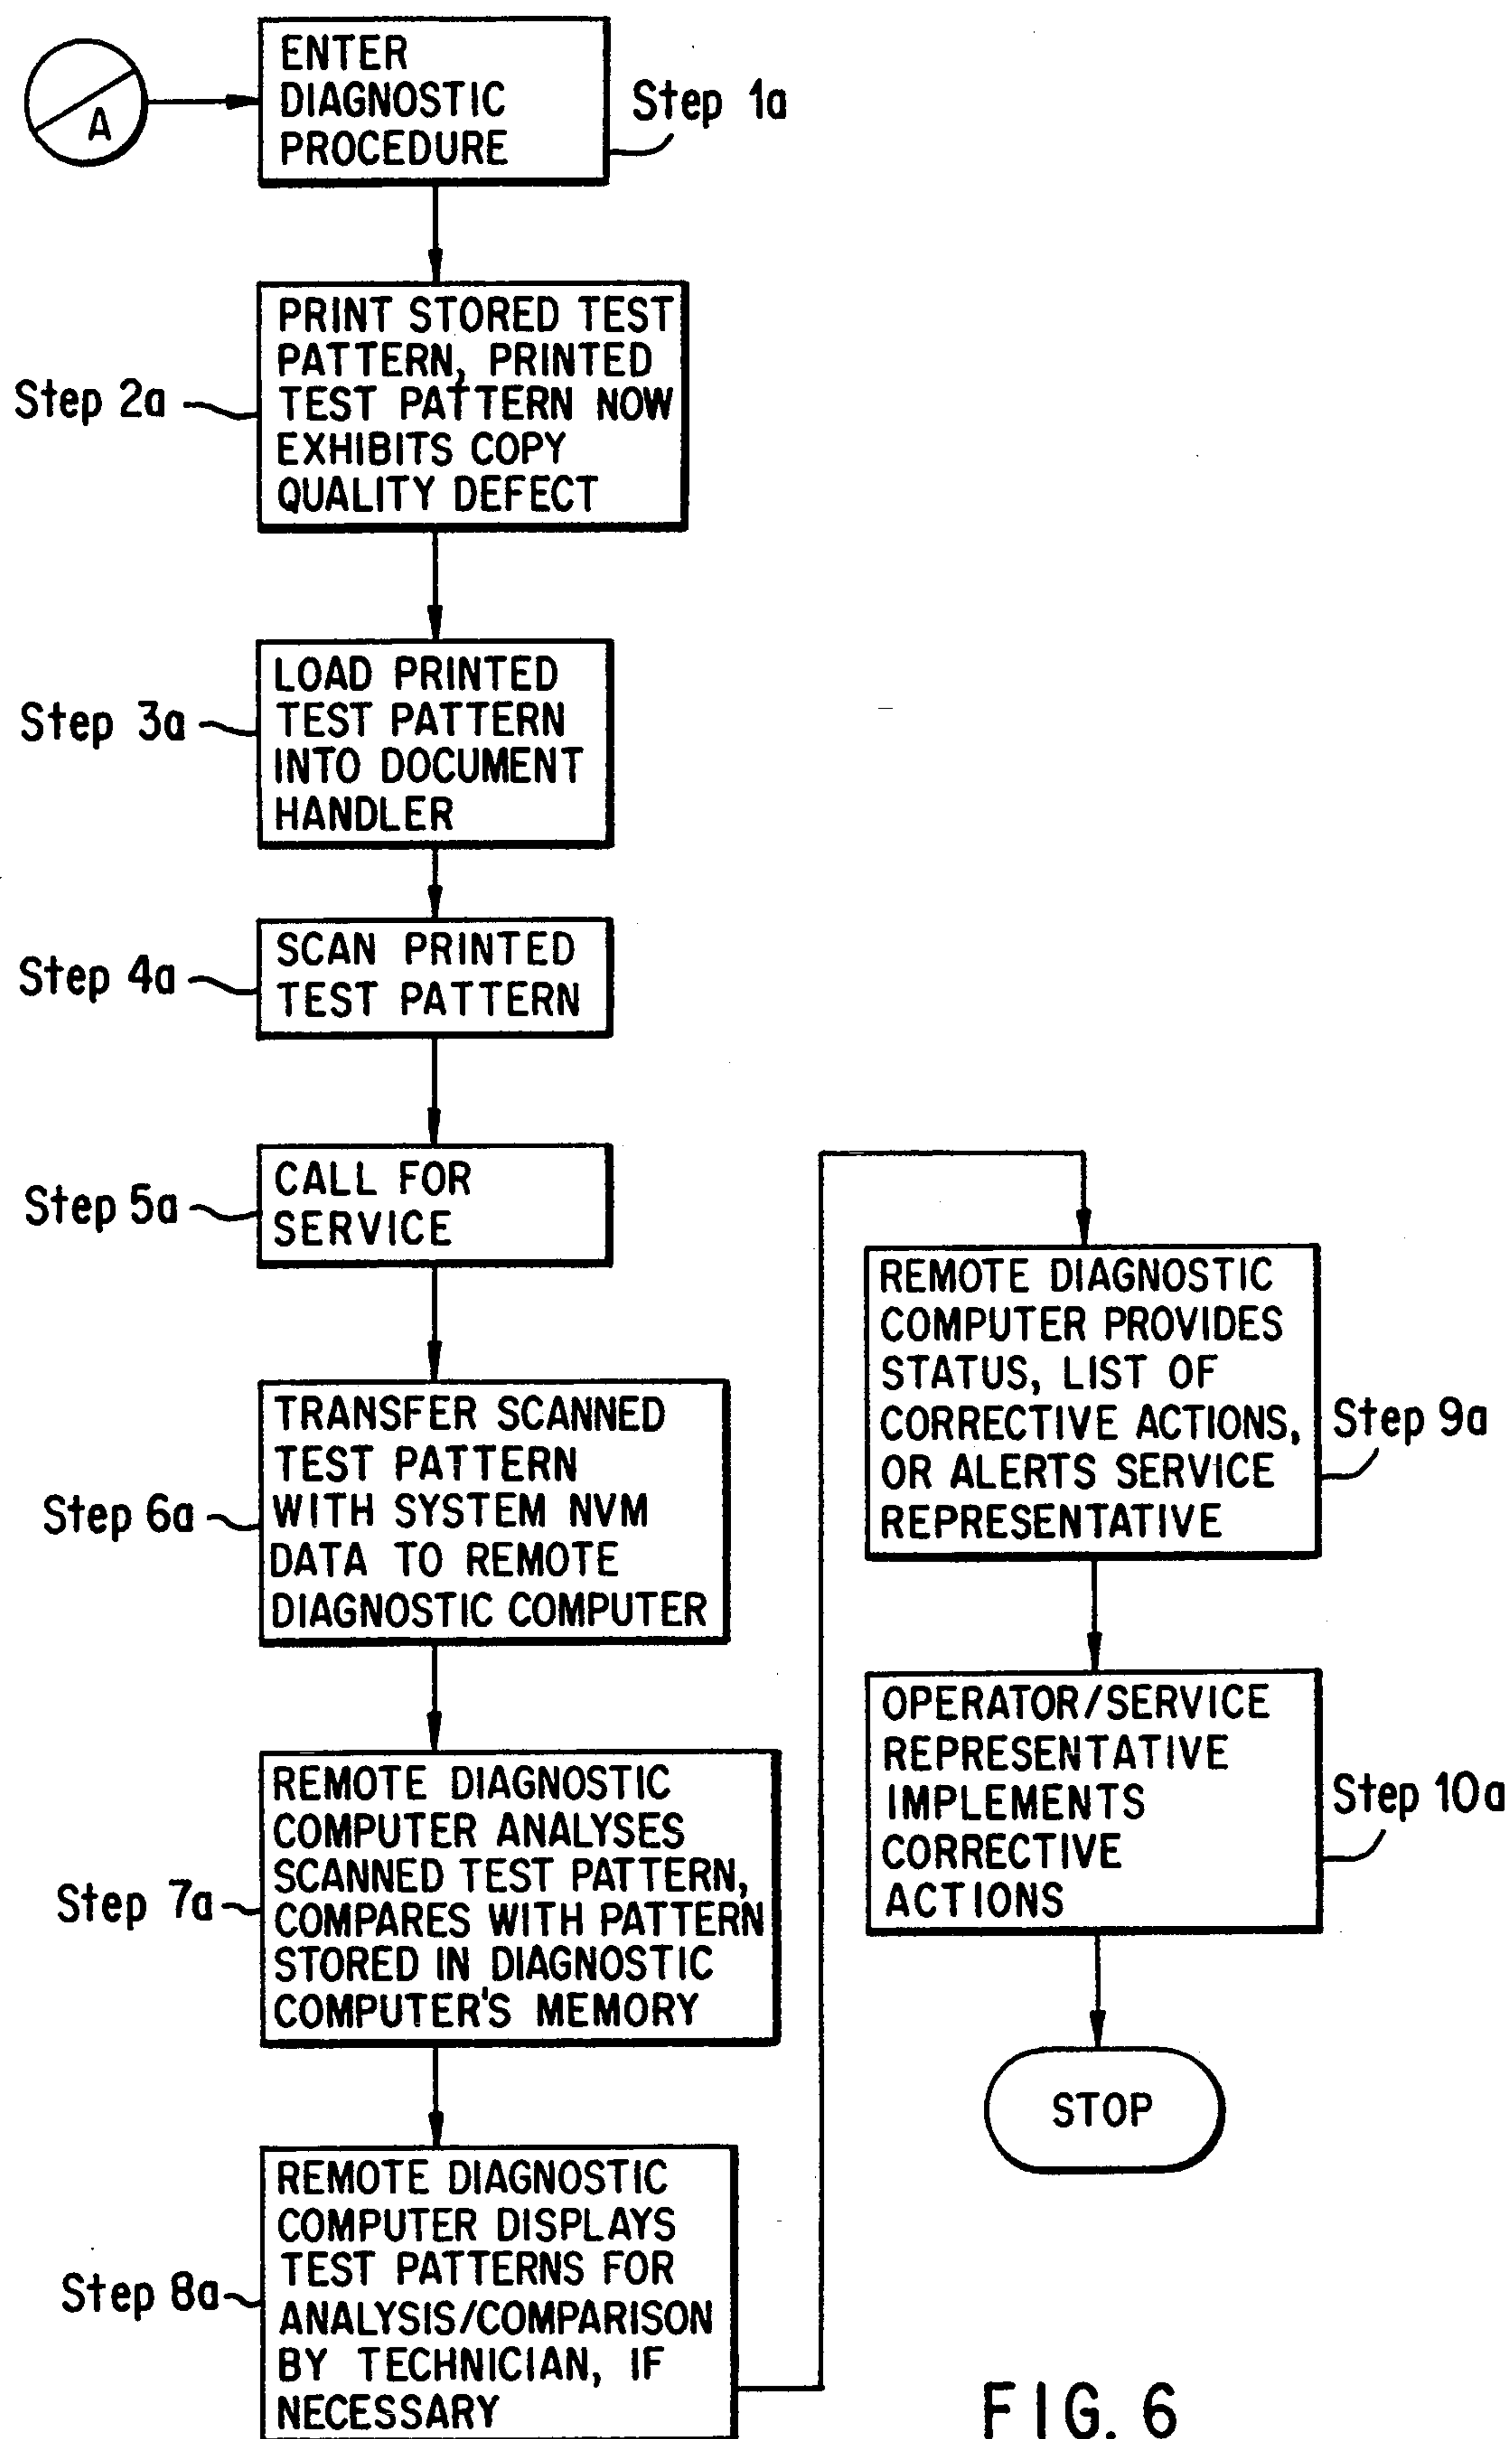 A
ENTER
DIAGNOSTIC
PROCEDURE
Step 1a
PRINT STORED TEST
PATTERN, PRINTED
TEST PATTERN NOW
EXHIBITS COPY
QUALITY DEFECT
Step 2a
LOAD PRINTED
TEST PATTERN
INTO DOCUMENT
HANDLER
Step 3a
SCAN PRINTED
TEST PATTERN
Step 4a
CALL FOR
SERVICE
Step 5a
TRANSFER SCANNED
TEST PATTERN
WITH SYSTEM NVM
DATA TO REMOTE
DIAGNOSTIC COMPUTER
Step 6a
REMOTE DIAGNOSTIC
COMPUTER ANALYSES
SCANNED TEST PATTERN,
COMPARES WITH PATTERN
STORED IN DIAGNOSTIC
COMPUTER'S MEMORY
Step 7a
REMOTE DIAGNOSTIC
COMPUTER DISPLAYS
TEST PATTERNS FOR
ANALYSIS/COMPARISON
BY TECHNICIAN, IF
NECESSARY
Step 8a
REMOTE DIAGNOSTIC
COMPUTER PROVIDES
STATUS, LIST OF
CORRECTIVE ACTIONS,
OR ALERTS SERVICE
REPRESENTATIVE
Step 9a
OPERATOR/SERVICE
REPRESENTATIVE
IMPLEMENTS
CORRECTIVE
ACTIONS
Step 10a
STOP
FIG. 6